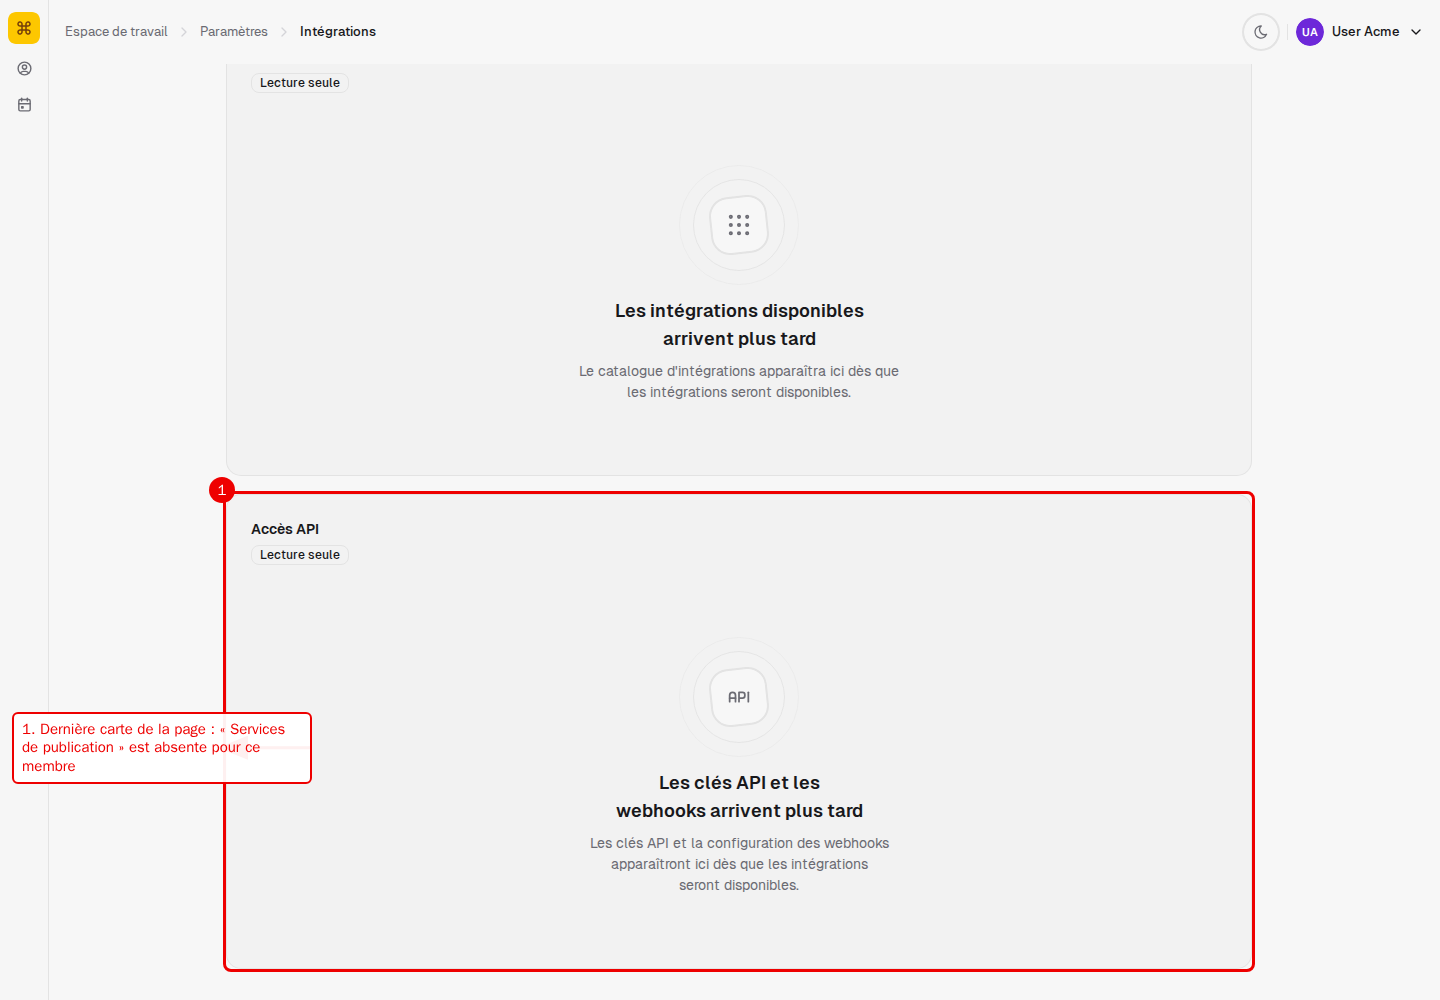 Espace de travail
Paramètres
Intégrations
UA
User Acme
Lecture seule
Les intégrations disponibles
arrivent plus tard
Le catalogue d'intégrations apparaîtra ici dès que
les intégrations seront disponibles.
1
Accès API
Lecture seule
API
1. Dernière carte de la page : « Services
de publication » est absente pour ce
membre
Les clés API et les
webhooks arrivent plus tard
Les clés API et la configuration des webhooks
apparaîtront ici dès que les intégrations
seront disponibles.